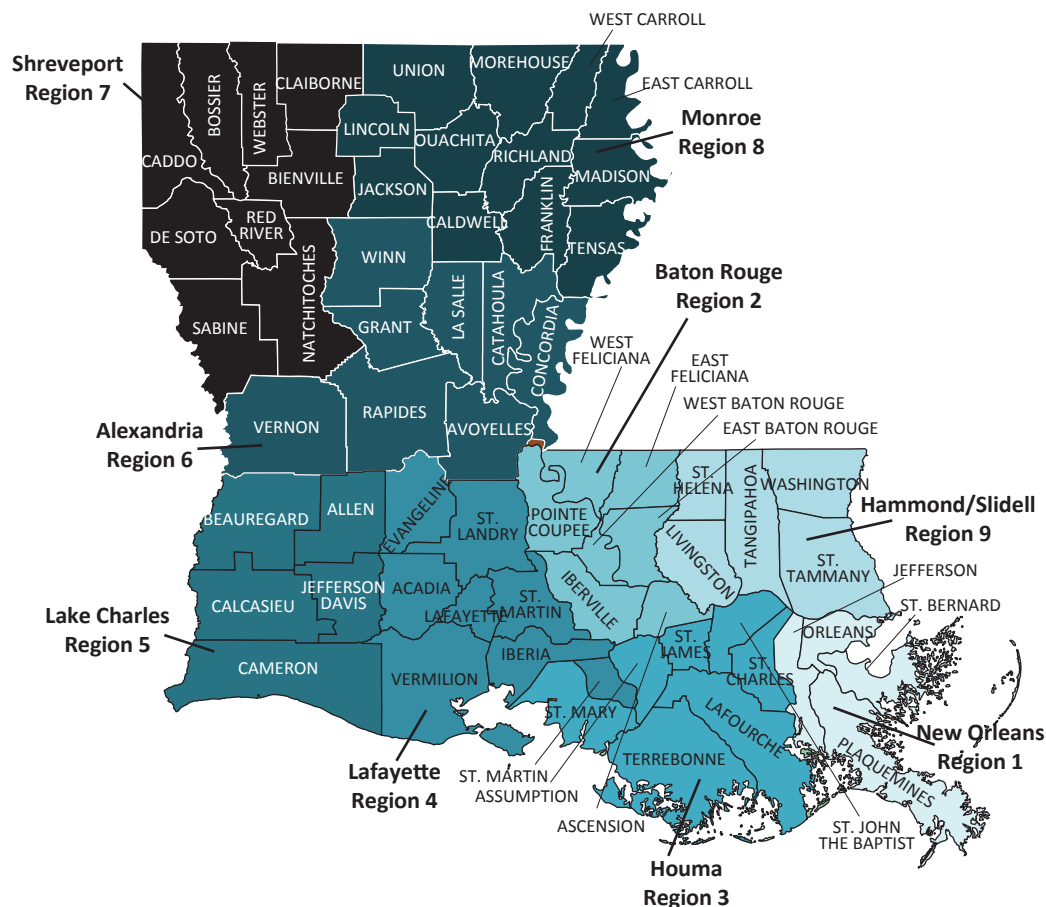 WEST CARROLL
Shreveport
Region 7
CLAIBORNE
UNION
MOREHOUSE
EAST CARROLL
BOSSIER
WEBSTER
LINCOLN
OUACHITA
Monroe
Region 8
RICHLAND
CADDO
BIENVILLE
JACKSON
MADISON
FRANKLIN
RED
RIVER
DE SOTO
CALDWELL
TENSAS
WINN
NATCHITOCHES
LA SALLE
CATAHOULA
CONCORDIA
Baton Rouge
Region 2
SABINE
GRANT
WEST
FELICIANA
EAST
FELICIANA
WEST BATON ROUGE
EAST BATON ROUGE
RAPIDES
VERNON
AVOYELLES
Alexandria
Region 6
ST.
HELENA
TANGIPAHOA
WASHINGTON
BEAUREGARD
ALLEN
EVANGELINE
ST.
LANDRY
POINTE
COUPEE
Hammond/Slidell
Region 9
LIVINGSTON
ST.
TAMMANY
JEFFERSON
CALCASIEU
JEFFERSON
DAVIS
ACADIA
LAFAYETTE
ST.
MARTIN
IBERVILLE
ST. BERNARD
Lake Charles
Region 5
ORLEANS
CAMERON
VERMILION
IBERIA
ST.
JAMES
ST.
CHARLES
ST. MARY
LAFOURCHE
New Orleans
Region 1
PLAQUEMINES
Lafayette
Region 4
ST. MARTIN
ASSUMPTION
TERREBONNE
ASCENSION
ST. JOHN
THE BAPTIST
Houma
Region 3